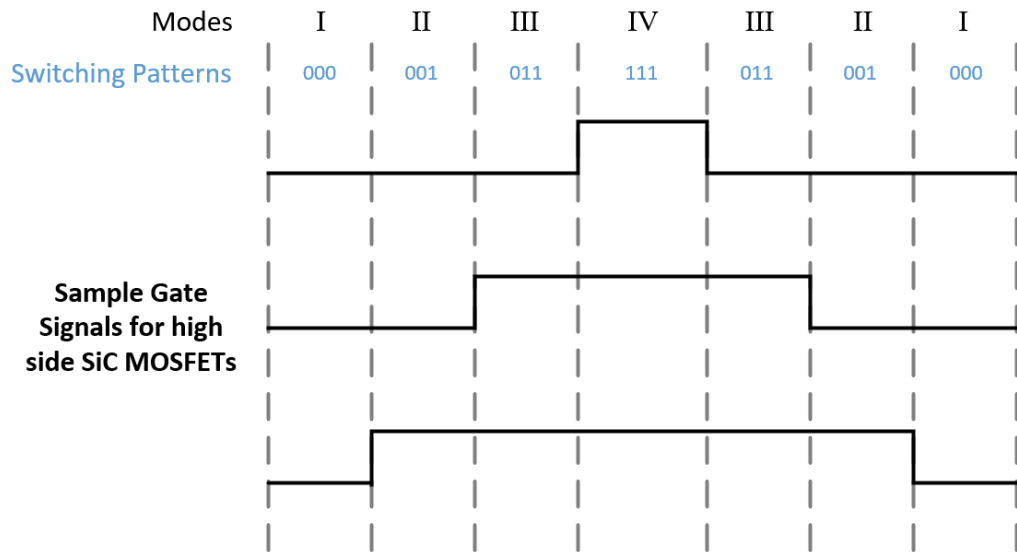 Modes I II III IV III II I
Switching Patterns 000 001 011 111 011 001 000
Sample Gate
Signals for high
side SiC MOSFETs